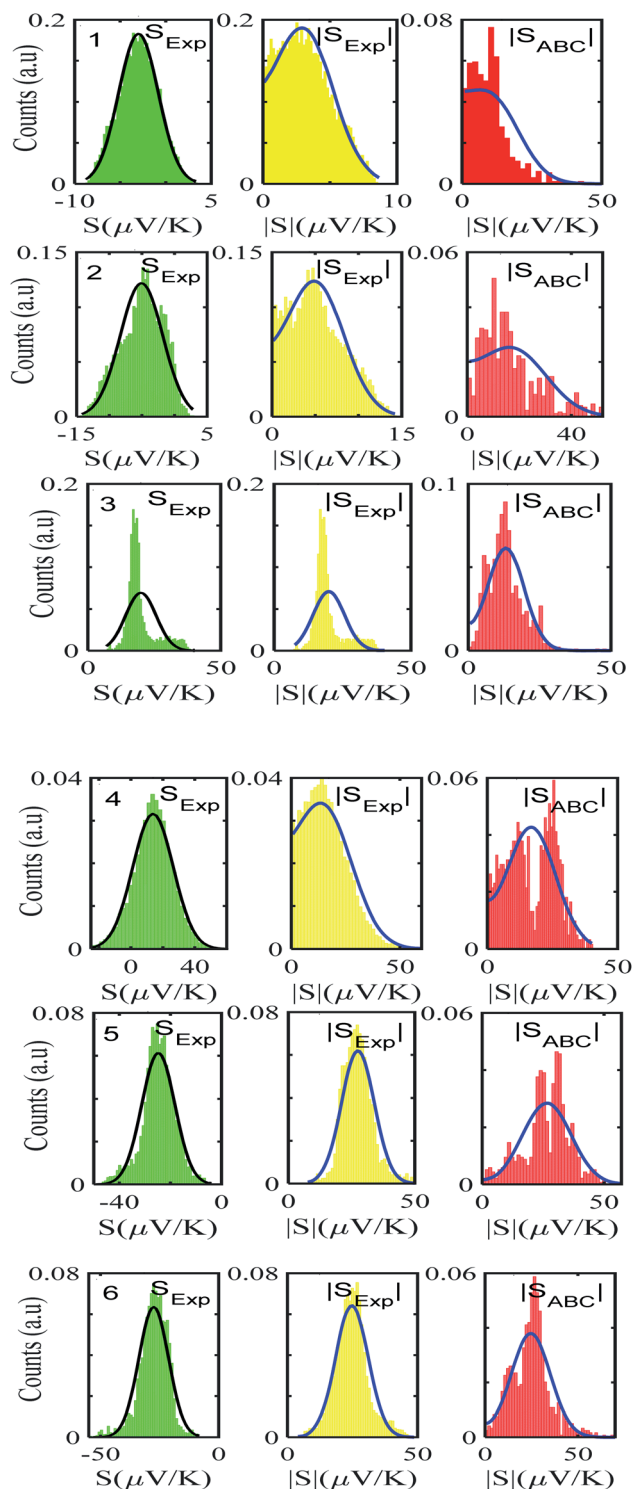 0.2 0.2 0.08
1 S_Exp |S_Exp| |S_ABC|
Counts (a.u)
0 0 0
-10 5 0 10 0 50
S(μV/K) |S|(μV/K) |S|(μV/K)
0.15 0.15 0.06
2 S_Exp |S_Exp| |S_ABC|
Counts (a.u)
0 0 0
-15 5 0 15 0 40
S(μV/K) |S|(μV/K) |S|(μV/K)
0.2 0.2 0.1
3 S_Exp |S_Exp| |S_ABC|
Counts (a.u)
0 0 0
0 50 0 50 0 50
S(μV/K) |S|(μV/K) |S|(μV/K)
0.04 0.04 0.06
4 S_Exp |S_Exp| |S_ABC|
Counts (a.u)
0 0 0
0 40 0 50 0 50
S(μV/K) |S|(μV/K) |S|(μV/K)
0.08 0.08 0.06
5 S_Exp |S_Exp| |S_ABC|
Counts (a.u)
0 0 0
-40 0 0 50 0 50
S(μV/K) |S|(μV/K) |S|(μV/K)
0.08 0.08 0.06
6 S_Exp |S_Exp| |S_ABC|
Counts (a.u)
0 0 0
-50 0 0 50 0 50
S(μV/K) |S|(μV/K) |S|(μV/K)